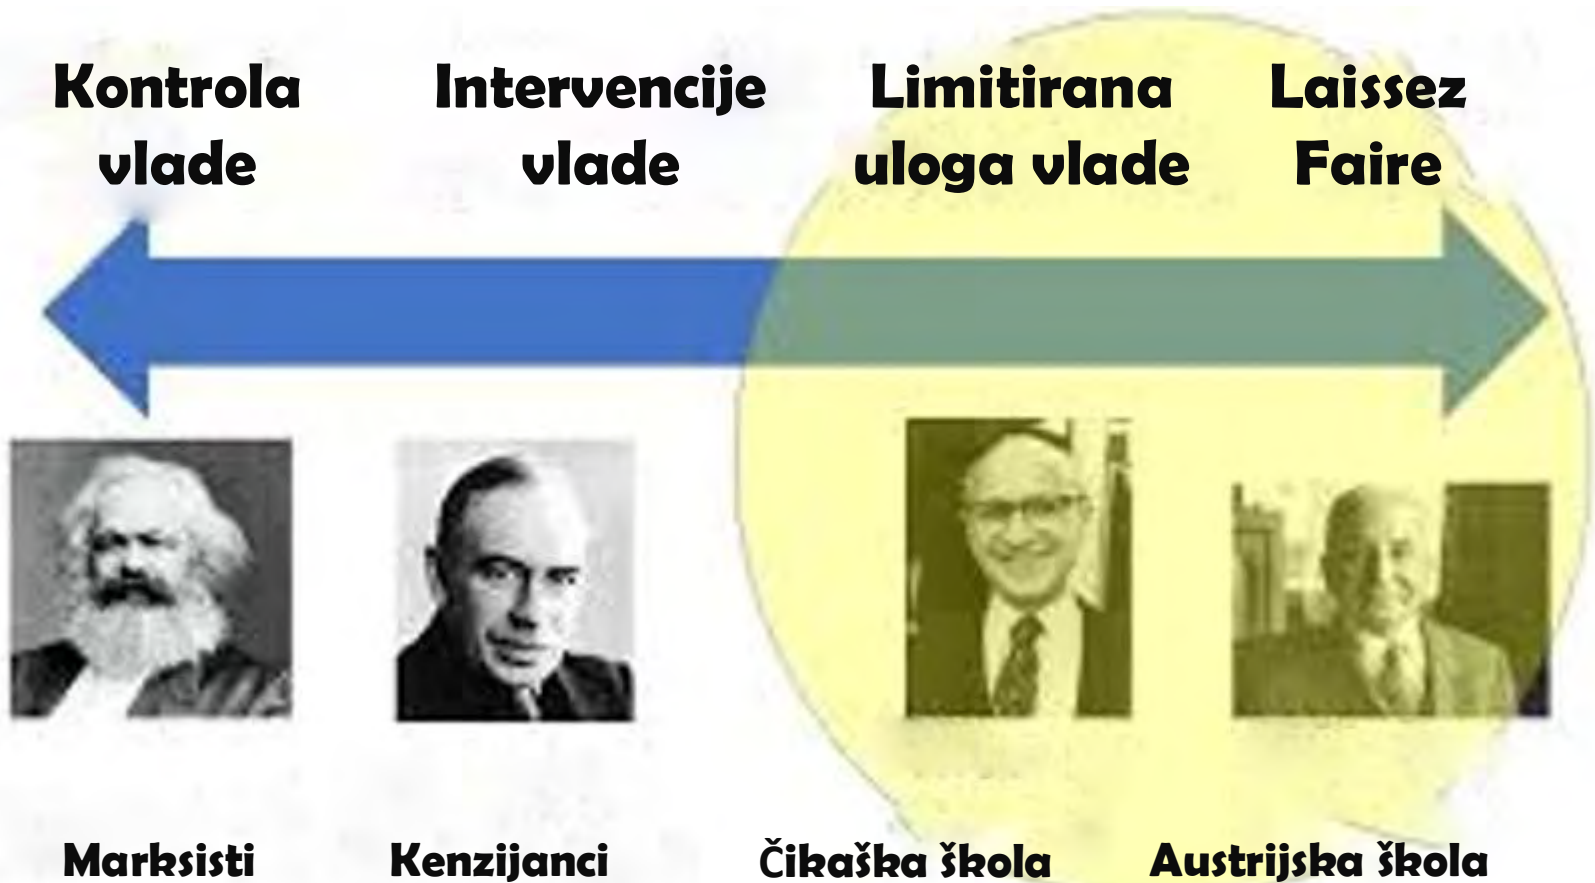 Kontrola
vlade
Intervencije
vlade
Limitirana
uloga vlade
Laissez
Faire
Marksisti
Kenzijanci
Čikaška škola
Austrijska škola